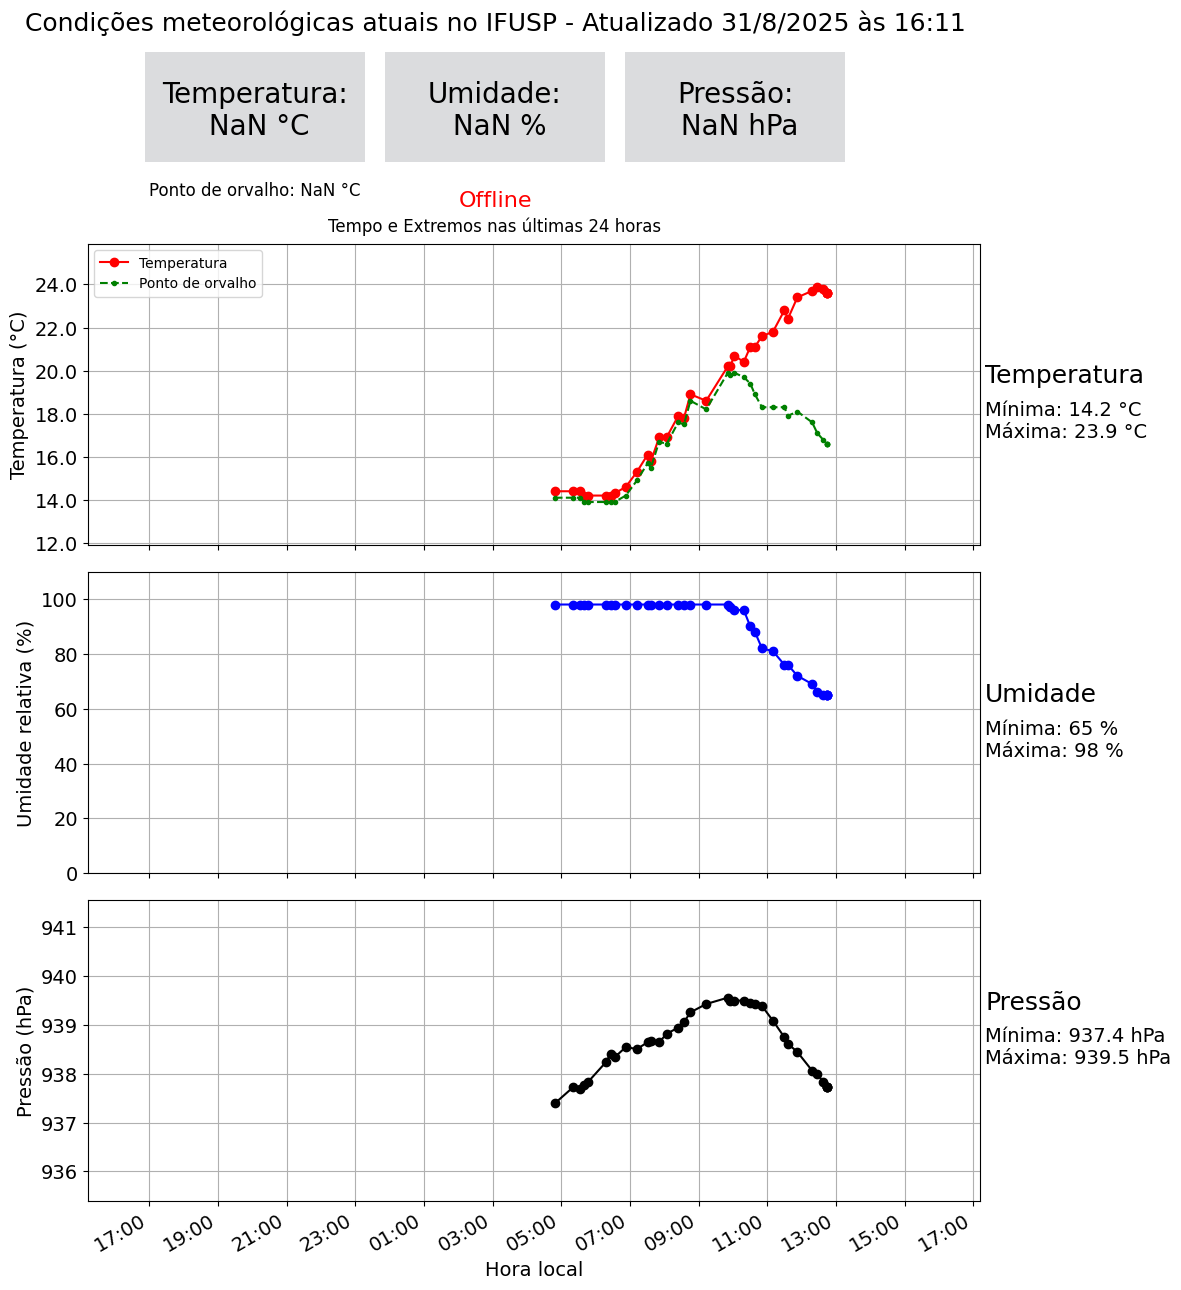 Condições meteorológicas atuais no IFUSP - Atualizado 31/8/2025 às 16:11
Temperatura:
NaN °C
Umidade:
NaN %
Pressão:
NaN hPa
Ponto de orvalho: NaN °C
Offline
Tempo e Extremos nas últimas 24 horas
Temperatura
Ponto de orvalho
Temperatura (°C)
24.0
22.0
20.0
18.0
16.0
14.0
12.0
Temperatura
Mínima: 14.2 °C
Máxima: 23.9 °C
Umidade relativa (%)
100
80
60
40
20
0
Umidade
Mínima: 65 %
Máxima: 98 %
Pressão (hPa)
941
940
939
938
937
936
Pressão
Mínima: 937.4 hPa
Máxima: 939.5 hPa
17:00 19:00 21:00 23:00 01:00 03:00 05:00 07:00 09:00 11:00 13:00 15:00 17:00
Hora local